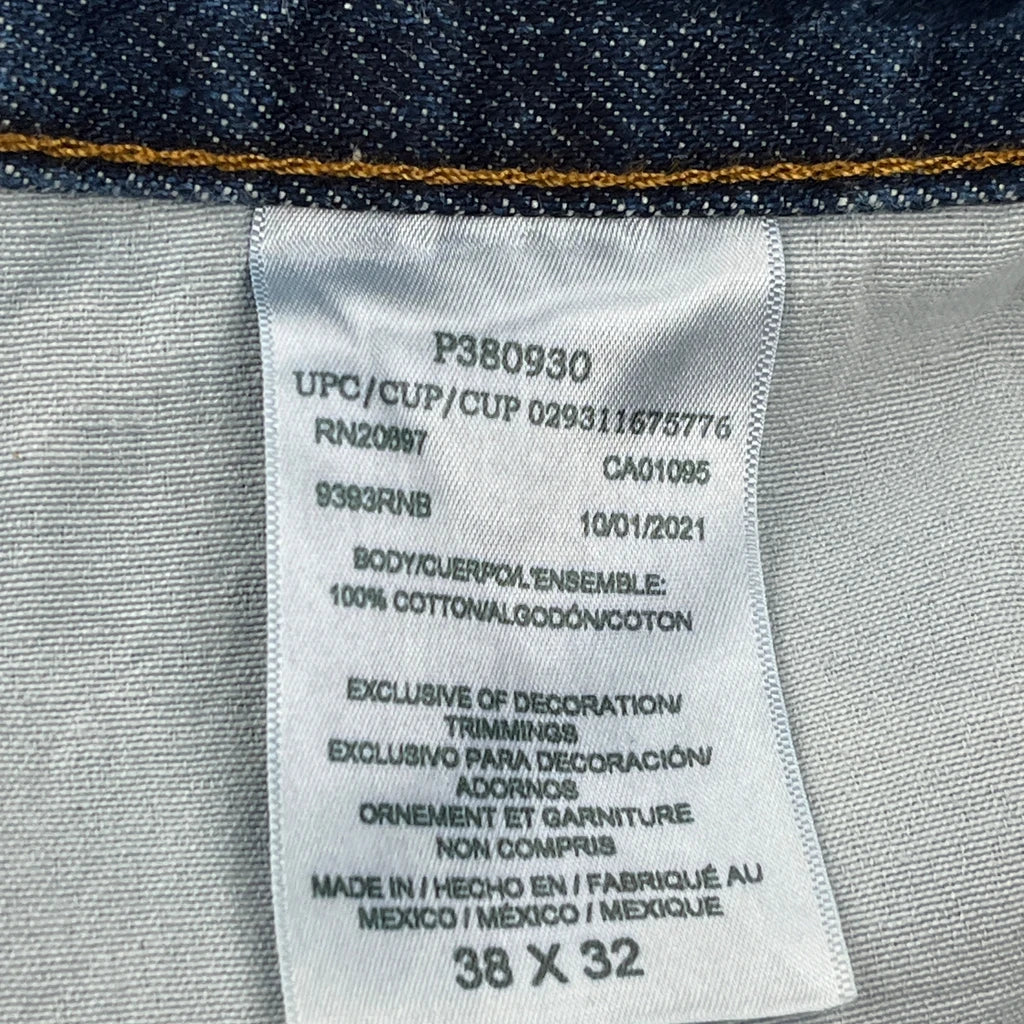 P380930
UPC/CUP/CUP 029311675776
RN20897
CA01095
9393RNB
10/01/2021
BODY/CUERPO/L'ENSEMBLE:
100% COTTON/ALGODÓN/COTON
EXCLUSIVE OF DECORATION/
TRIMMINGS
EXCLUSIVO PARA DECORACIÓN/
ADORNOS
ORNEMENT ET GARNITURE
NON COMPRIS
MADE IN / HECHO EN / FABRIQUÉ AU
MEXICO / MÉXICO / MEXIQUE
38 X 32